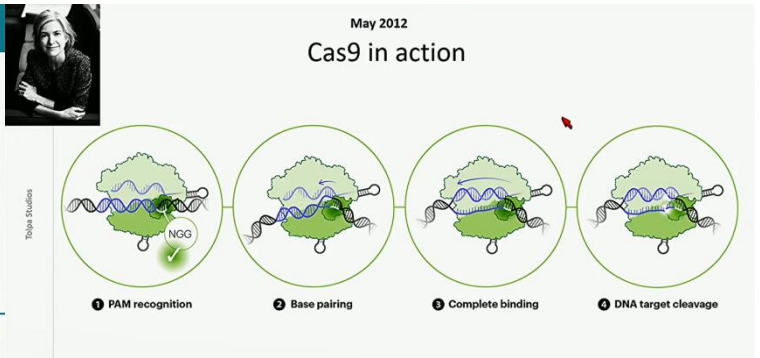 May 2012
Cas9 in action
Tolpa Studios
NGG
1 PAM recognition
2 Base pairing
3 Complete binding
4 DNA target cleavage